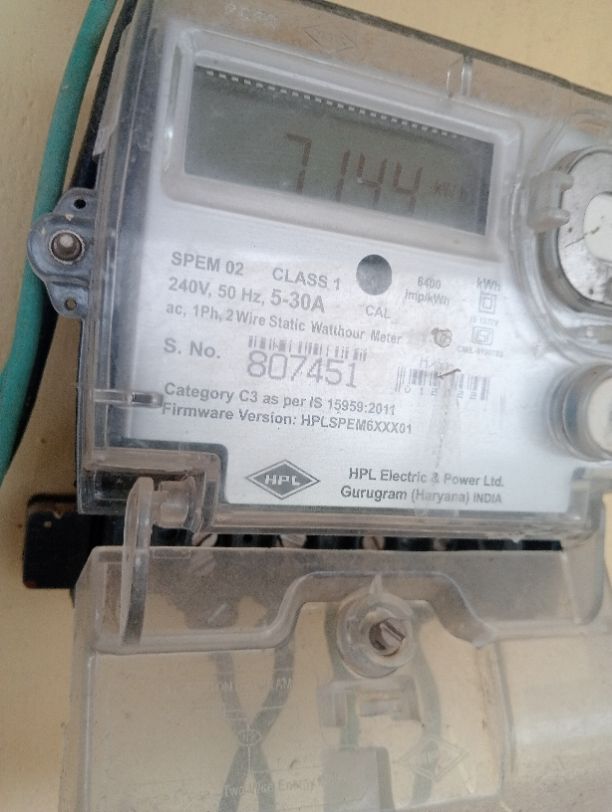 7144 kWh
SPEM 02 CLASS 1
6400 imp/kWh
kWh
240V, 50 Hz, 5-30A
CAL
ac, 1Ph, 2 Wire Static Watthour Meter
S. No. 807451
Category C3 as per IS 15959:2011
Firmware Version: HPLSPEM6XXX01
HPL
HPL Electric & Power Ltd.
Gurugram (Haryana) INDIA